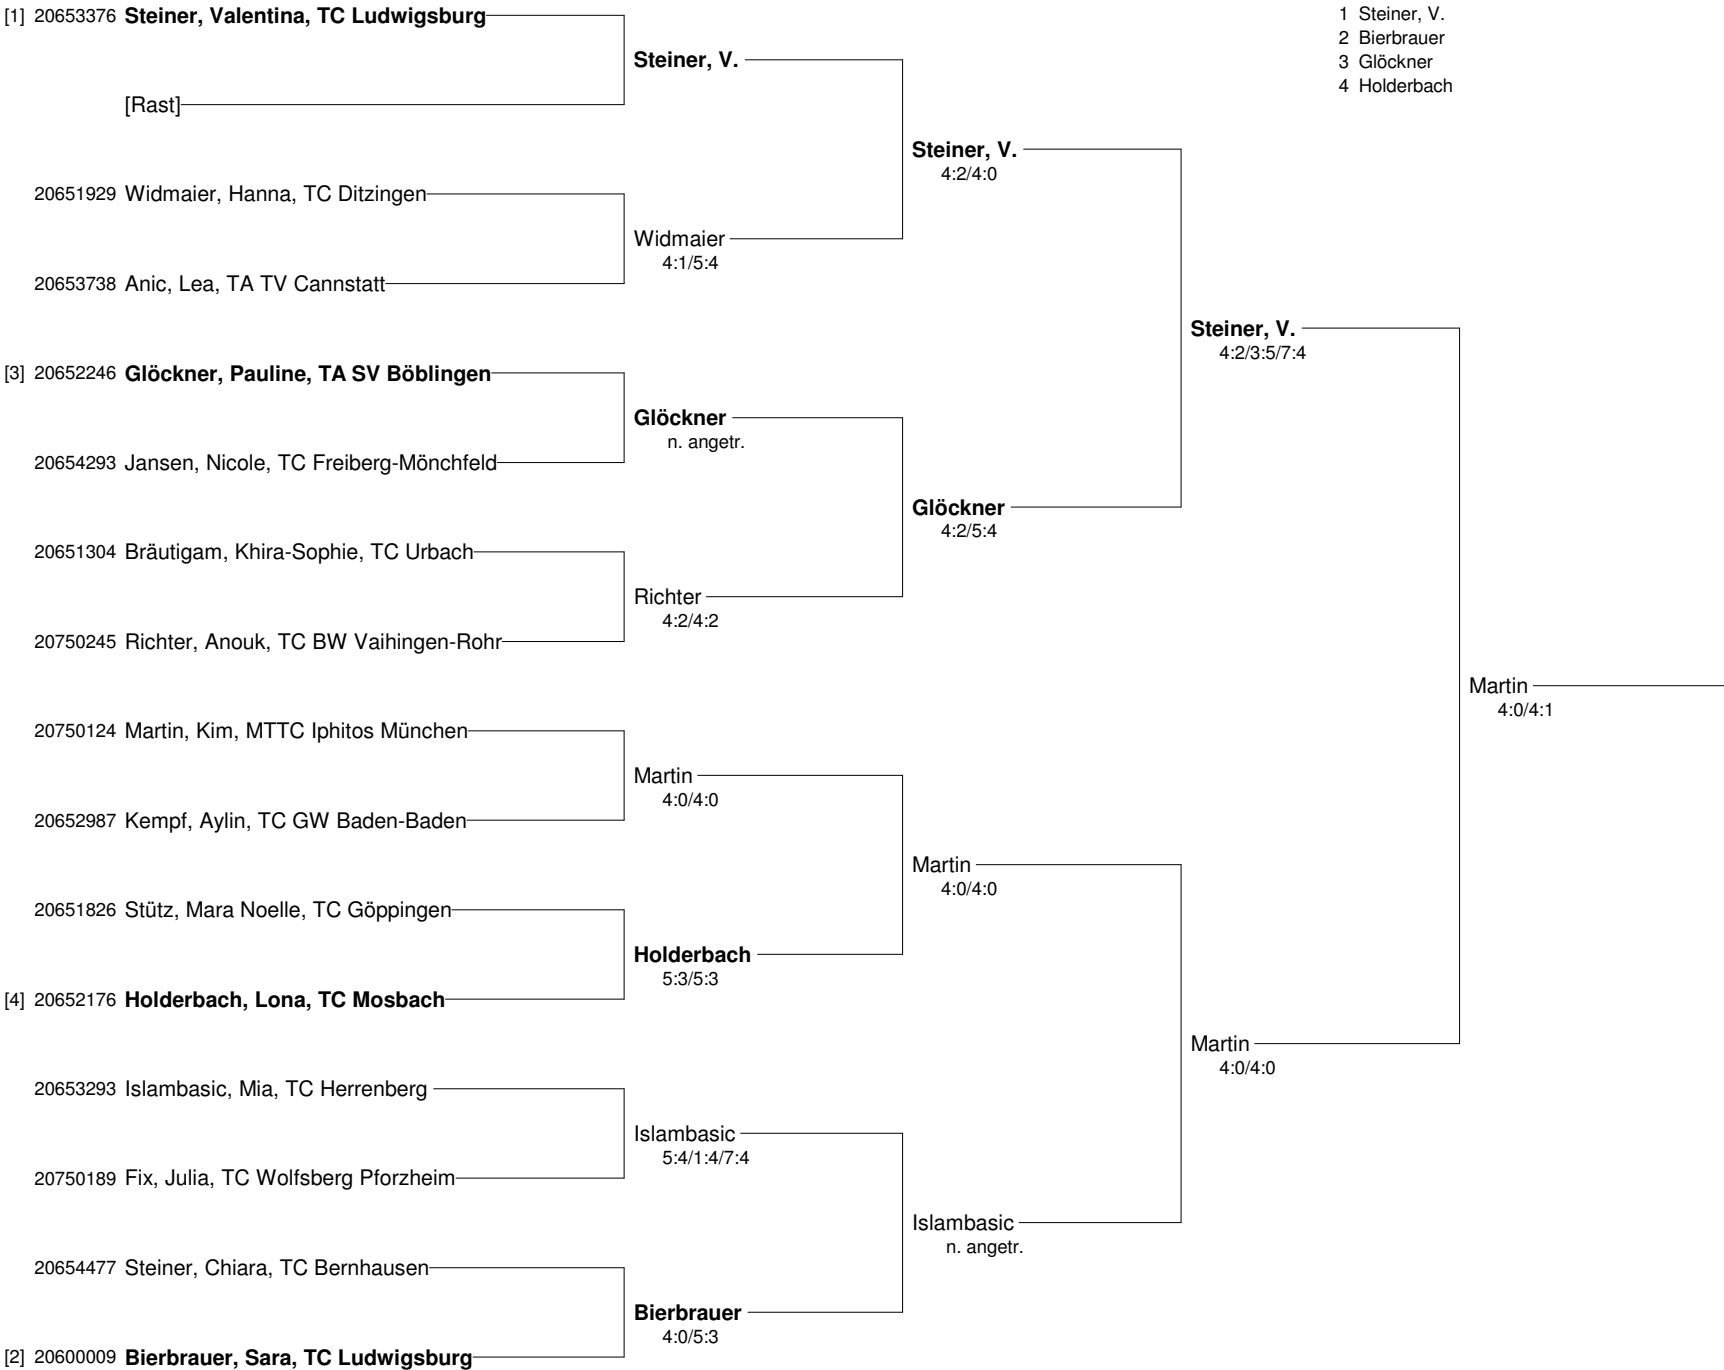 [1] 20653376 Steiner, Valentina, TC Ludwigsburg
1 Steiner, V.
2 Bierbrauer
3 Glöckner
4 Holderbach
Steiner, V.
[Rast]
Steiner, V.
4:2/4:0
20651929 Widmaier, Hanna, TC Ditzingen
Widmaier
4:1/5:4
20653738 Anic, Lea, TA TV Cannstatt
Steiner, V.
4:2/3:5/7:4
[3] 20652246 Glöckner, Pauline, TA SV Böblingen
Glöckner
n. angetr.
20654293 Jansen, Nicole, TC Freiberg-Mönchfeld
Glöckner
4:2/5:4
20651304 Bräutigam, Khira-Sophie, TC Urbach
Richter
4:2/4:2
20750245 Richter, Anouk, TC BW Vaihingen-Rohr
Martin
4:0/4:1
20750124 Martin, Kim, MTTC Iphitos München
Martin
4:0/4:0
20652987 Kempf, Aylin, TC GW Baden-Baden
Martin
4:0/4:0
20651826 Stütz, Mara Noelle, TC Göppingen
Holderbach
5:3/5:3
[4] 20652176 Holderbach, Lona, TC Mosbach
Martin
4:0/4:0
20653293 Islambasic, Mia, TC Herrenberg
Islambasic
5:4/1:4/7:4
20750189 Fix, Julia, TC Wolfsberg Pforzheim
Islambasic
n. angetr.
20654477 Steiner, Chiara, TC Bernhausen
Bierbrauer
4:0/5:3
[2] 20600009 Bierbrauer, Sara, TC Ludwigsburg